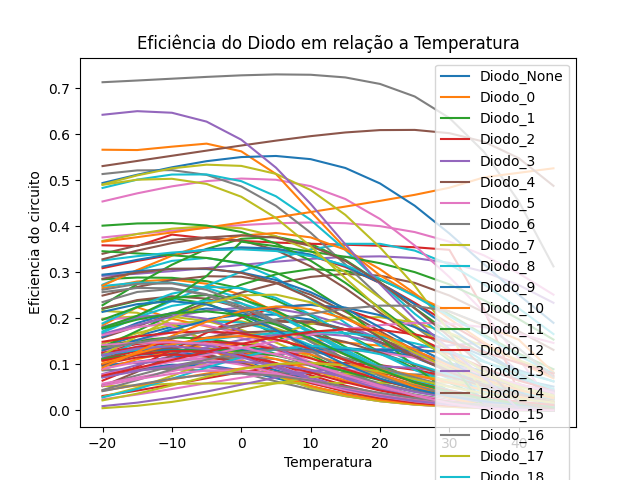 Eficiência do Diodo em relação a Temperatura
Eficiencia do circuito
0.7
0.6
0.5
0.4
0.3
0.2
0.1
0.0
−20
−10
0
10
20
30
40
Temperatura
Diodo_None
Diodo_0
Diodo_1
Diodo_2
Diodo_3
Diodo_4
Diodo_5
Diodo_6
Diodo_7
Diodo_8
Diodo_9
Diodo_10
Diodo_11
Diodo_12
Diodo_13
Diodo_14
Diodo_15
Diodo_16
Diodo_17
Diodo_18